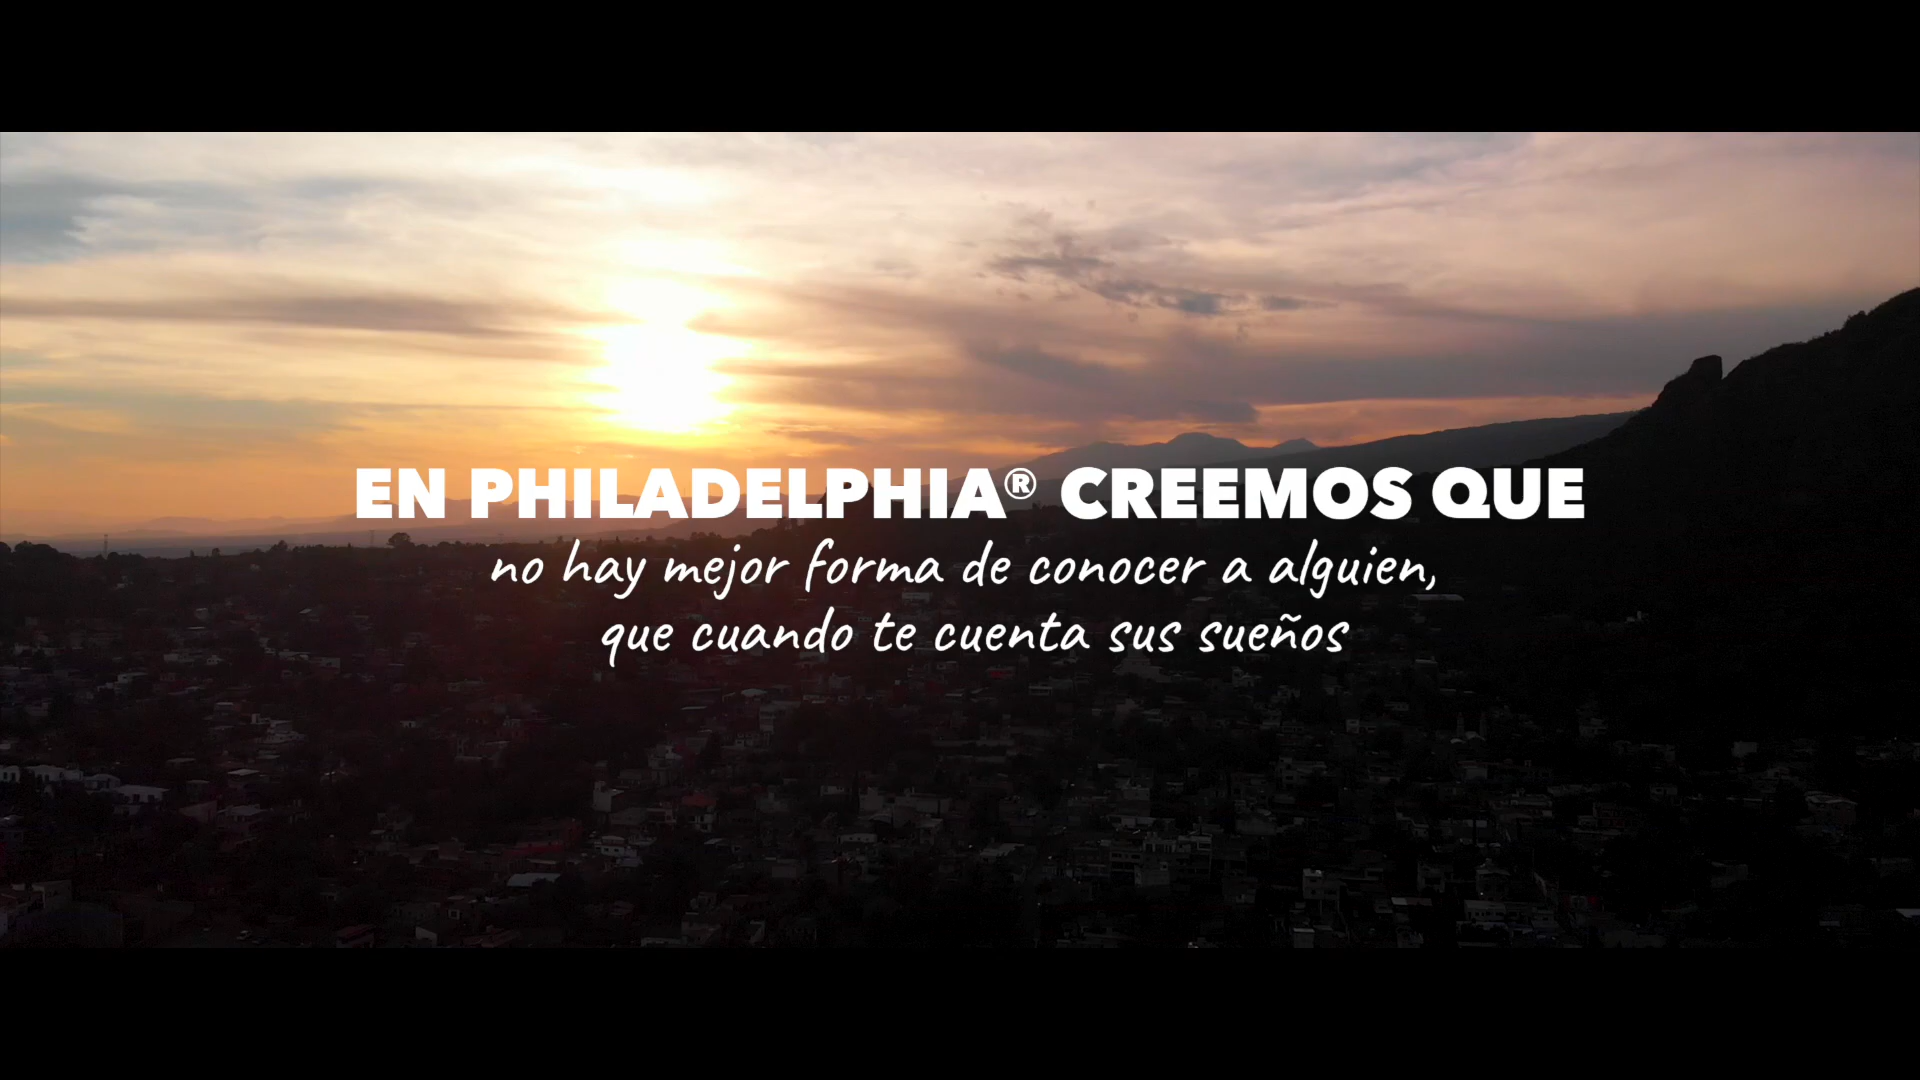 EN PHILADELPHIA® CREEMOS QUE
no hay mejor forma de conocer a alguien,
que cuando te cuenta sus sueños